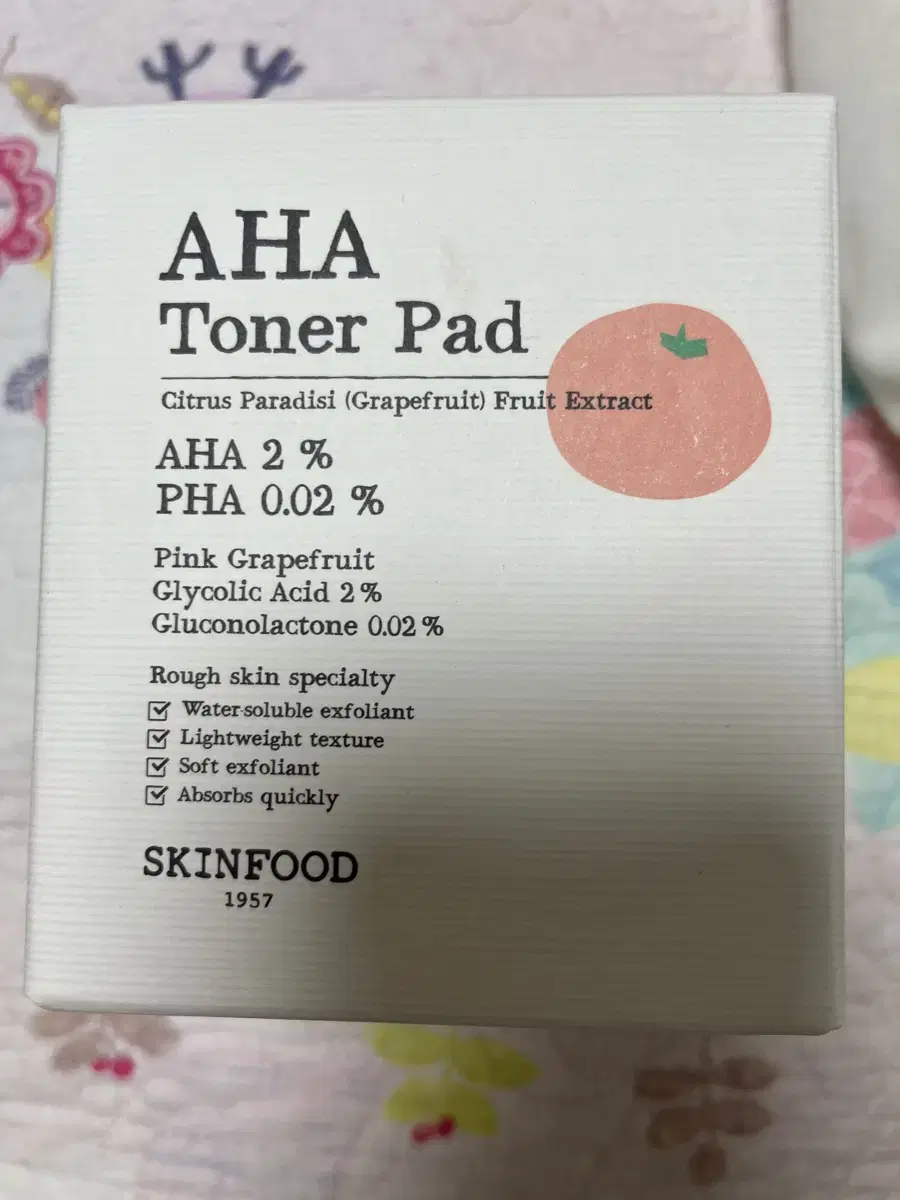 AHA
Toner Pad
Citrus Paradisi (Grapefruit) Fruit Extract
AHA 2 %
PHA 0.02 %
Pink Grapefruit
Glycolic Acid 2 %
Gluconolactone 0.02 %
Rough skin specialty
Water-soluble exfoliant
Lightweight texture
Soft exfoliant
Absorbs quickly
SKINFOOD
1957